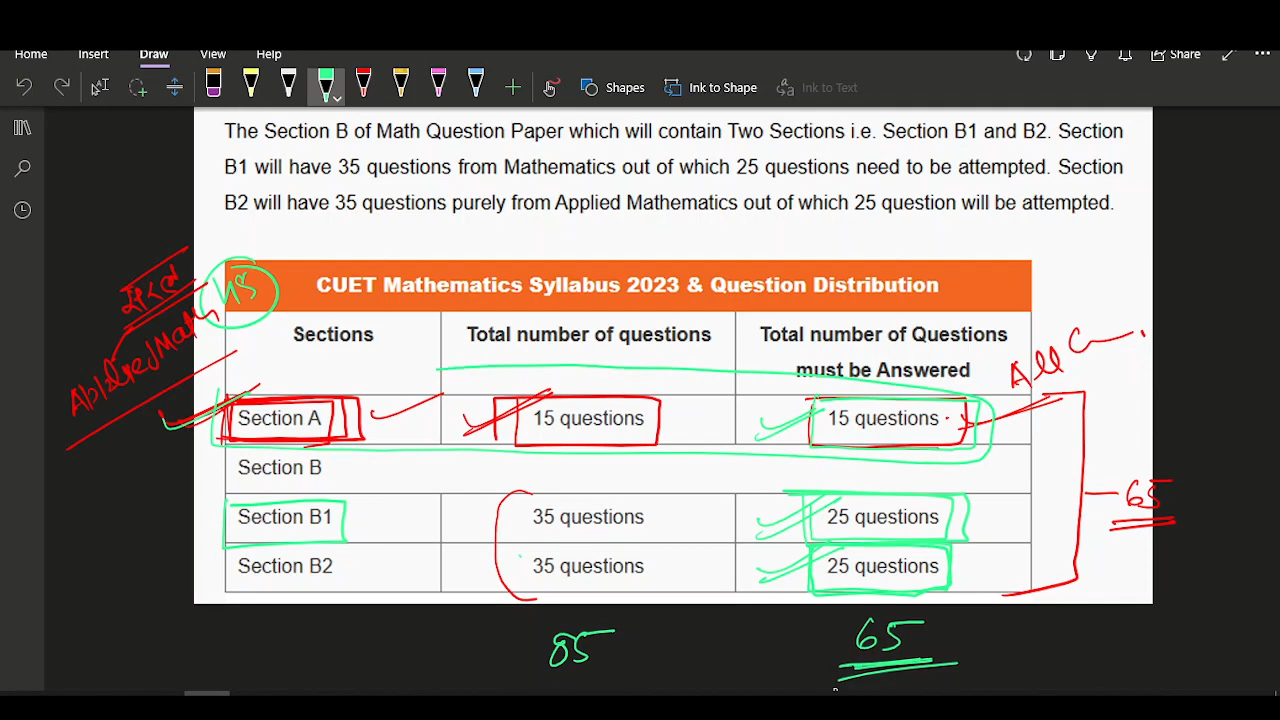 Home Insert Draw View Help Share
Shapes Ink to Shape Ink to Text
The Section B of Math Question Paper which will contain Two Sections i.e. Section B1 and B2. Section
B1 will have 35 questions from Mathematics out of which 25 questions need to be attempted. Section
B2 will have 35 questions purely from Applied Mathematics out of which 25 question will be attempted.
CUET Mathematics Syllabus 2023 & Question Distribution
Sections Total number of questions Total number of Questions
must be Answered
All
Section A 15 questions 15 questions
Section B
65
Section B1 35 questions 25 questions
Section B2 35 questions 25 questions
85 65